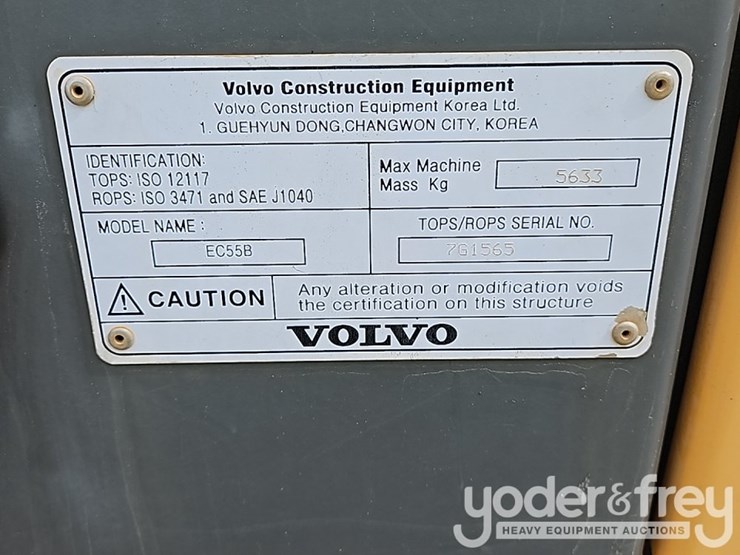 Volvo Construction Equipment
Volvo Construction Equipment Korea Ltd.
1. GUEHYUN DONG,CHANGWON CITY, KOREA
IDENTIFICATION:
TOPS: ISO 12117
ROPS: ISO 3471 and SAE J1040
Max Machine
Mass Kg
5633
MODEL NAME :
EC55B
TOPS/ROPS SERIAL NO.
7G1565
CAUTION
Any alteration or modification voids
the certification on this structure
VOLVO
yoder&frey
HEAVY EQUIPMENT AUCTIONS